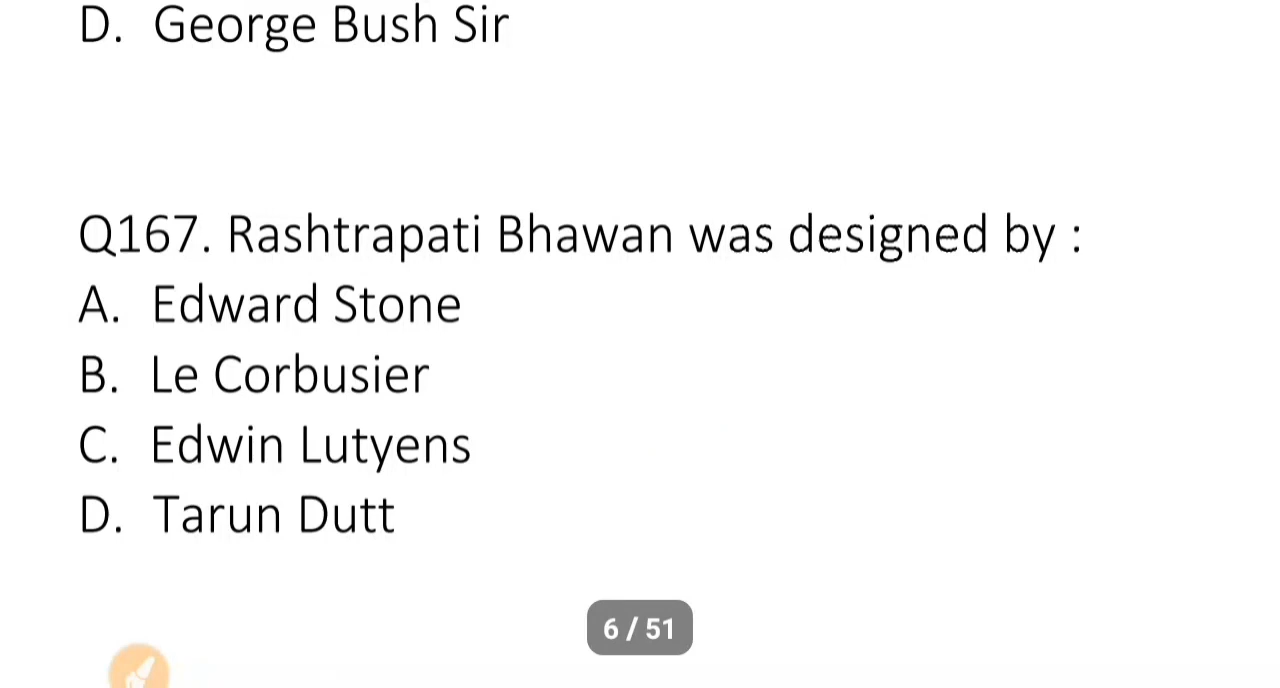 D. George Bush Sir
Q167. Rashtrapati Bhawan was designed by :
A. Edward Stone
B. Le Corbusier
C. Edwin Lutyens
D. Tarun Dutt
6 / 51